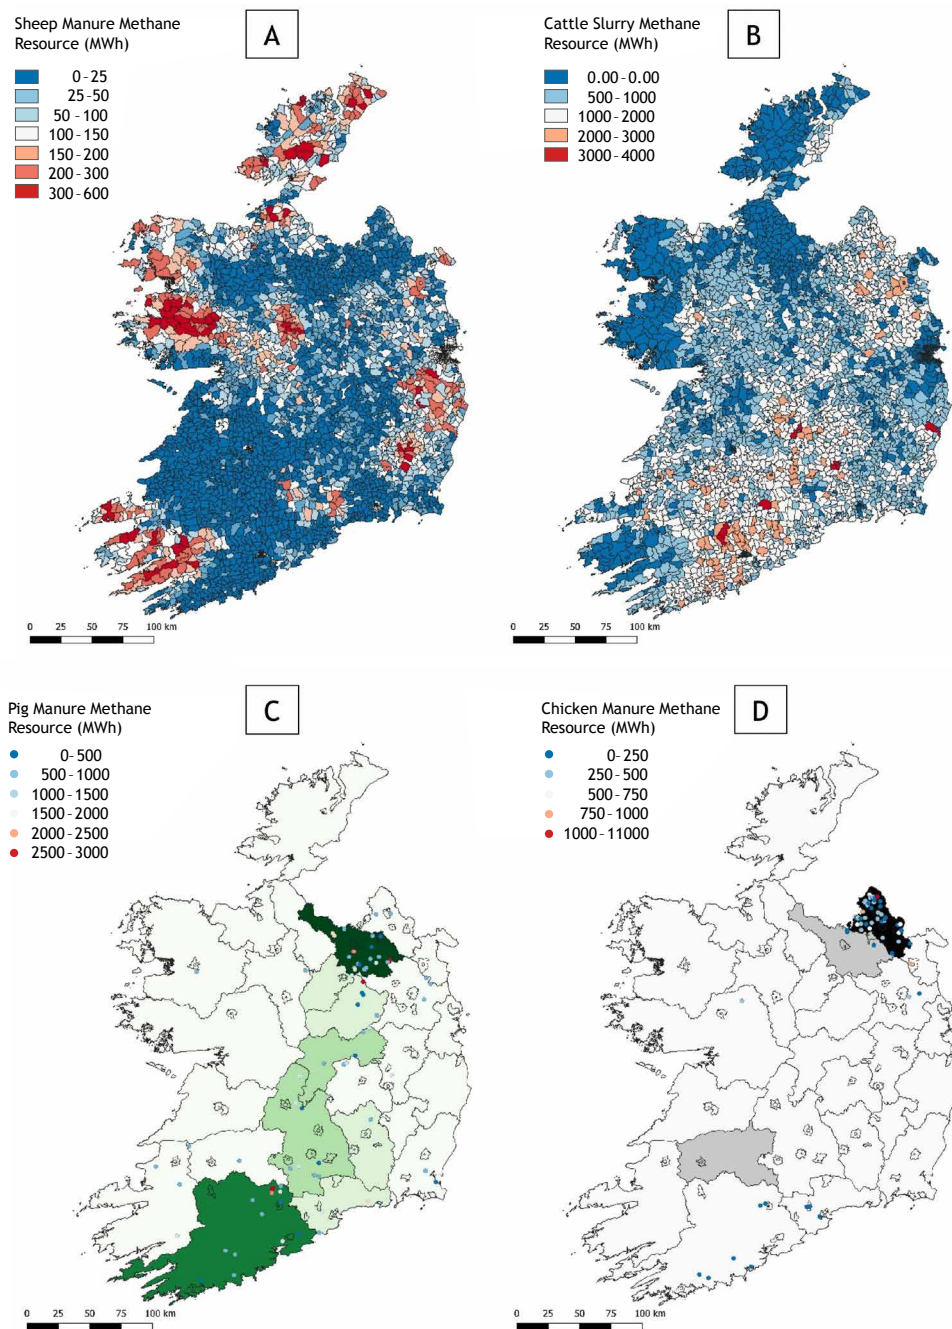 Sheep Manure Methane
Resource (MWh)
A
0-25
25-50
50-100
100-150
150-200
200-300
300-600
0 25 50 75 100 km
Cattle Slurry Methane
Resource (MWh)
B
0.00-0.00
500-1000
1000-2000
2000-3000
3000-4000
0 25 50 75 100 km
Pig Manure Methane
Resource (MWh)
C
0-500
500-1000
1000-1500
1500-2000
2000-2500
2500-3000
0 25 50 75 100 km
Chicken Manure Methane
Resource (MWh)
D
0-250
250-500
500-750
750-1000
1000-11000
0 25 50 75 100 km